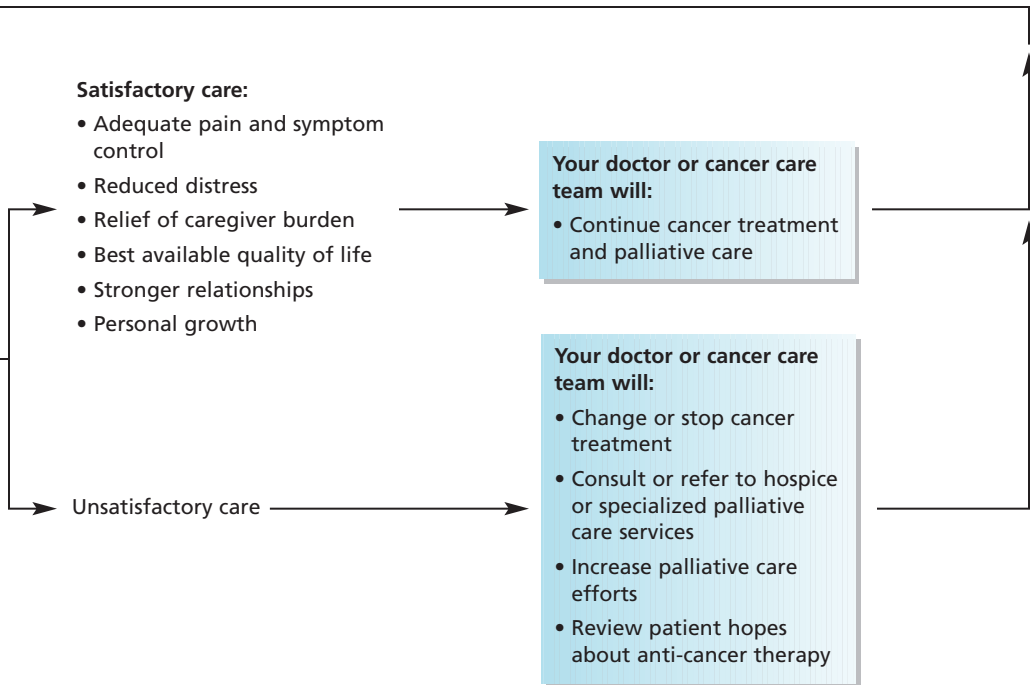 Satisfactory care:
• Adequate pain and symptom
control
• Reduced distress
• Relief of caregiver burden
• Best available quality of life
• Stronger relationships
• Personal growth
Your doctor or cancer care
team will:
• Continue cancer treatment
and palliative care
Unsatisfactory care
Your doctor or cancer care
team will:
• Change or stop cancer
treatment
• Consult or refer to hospice
or specialized palliative
care services
• Increase palliative care
efforts
• Review patient hopes
about anti-cancer therapy